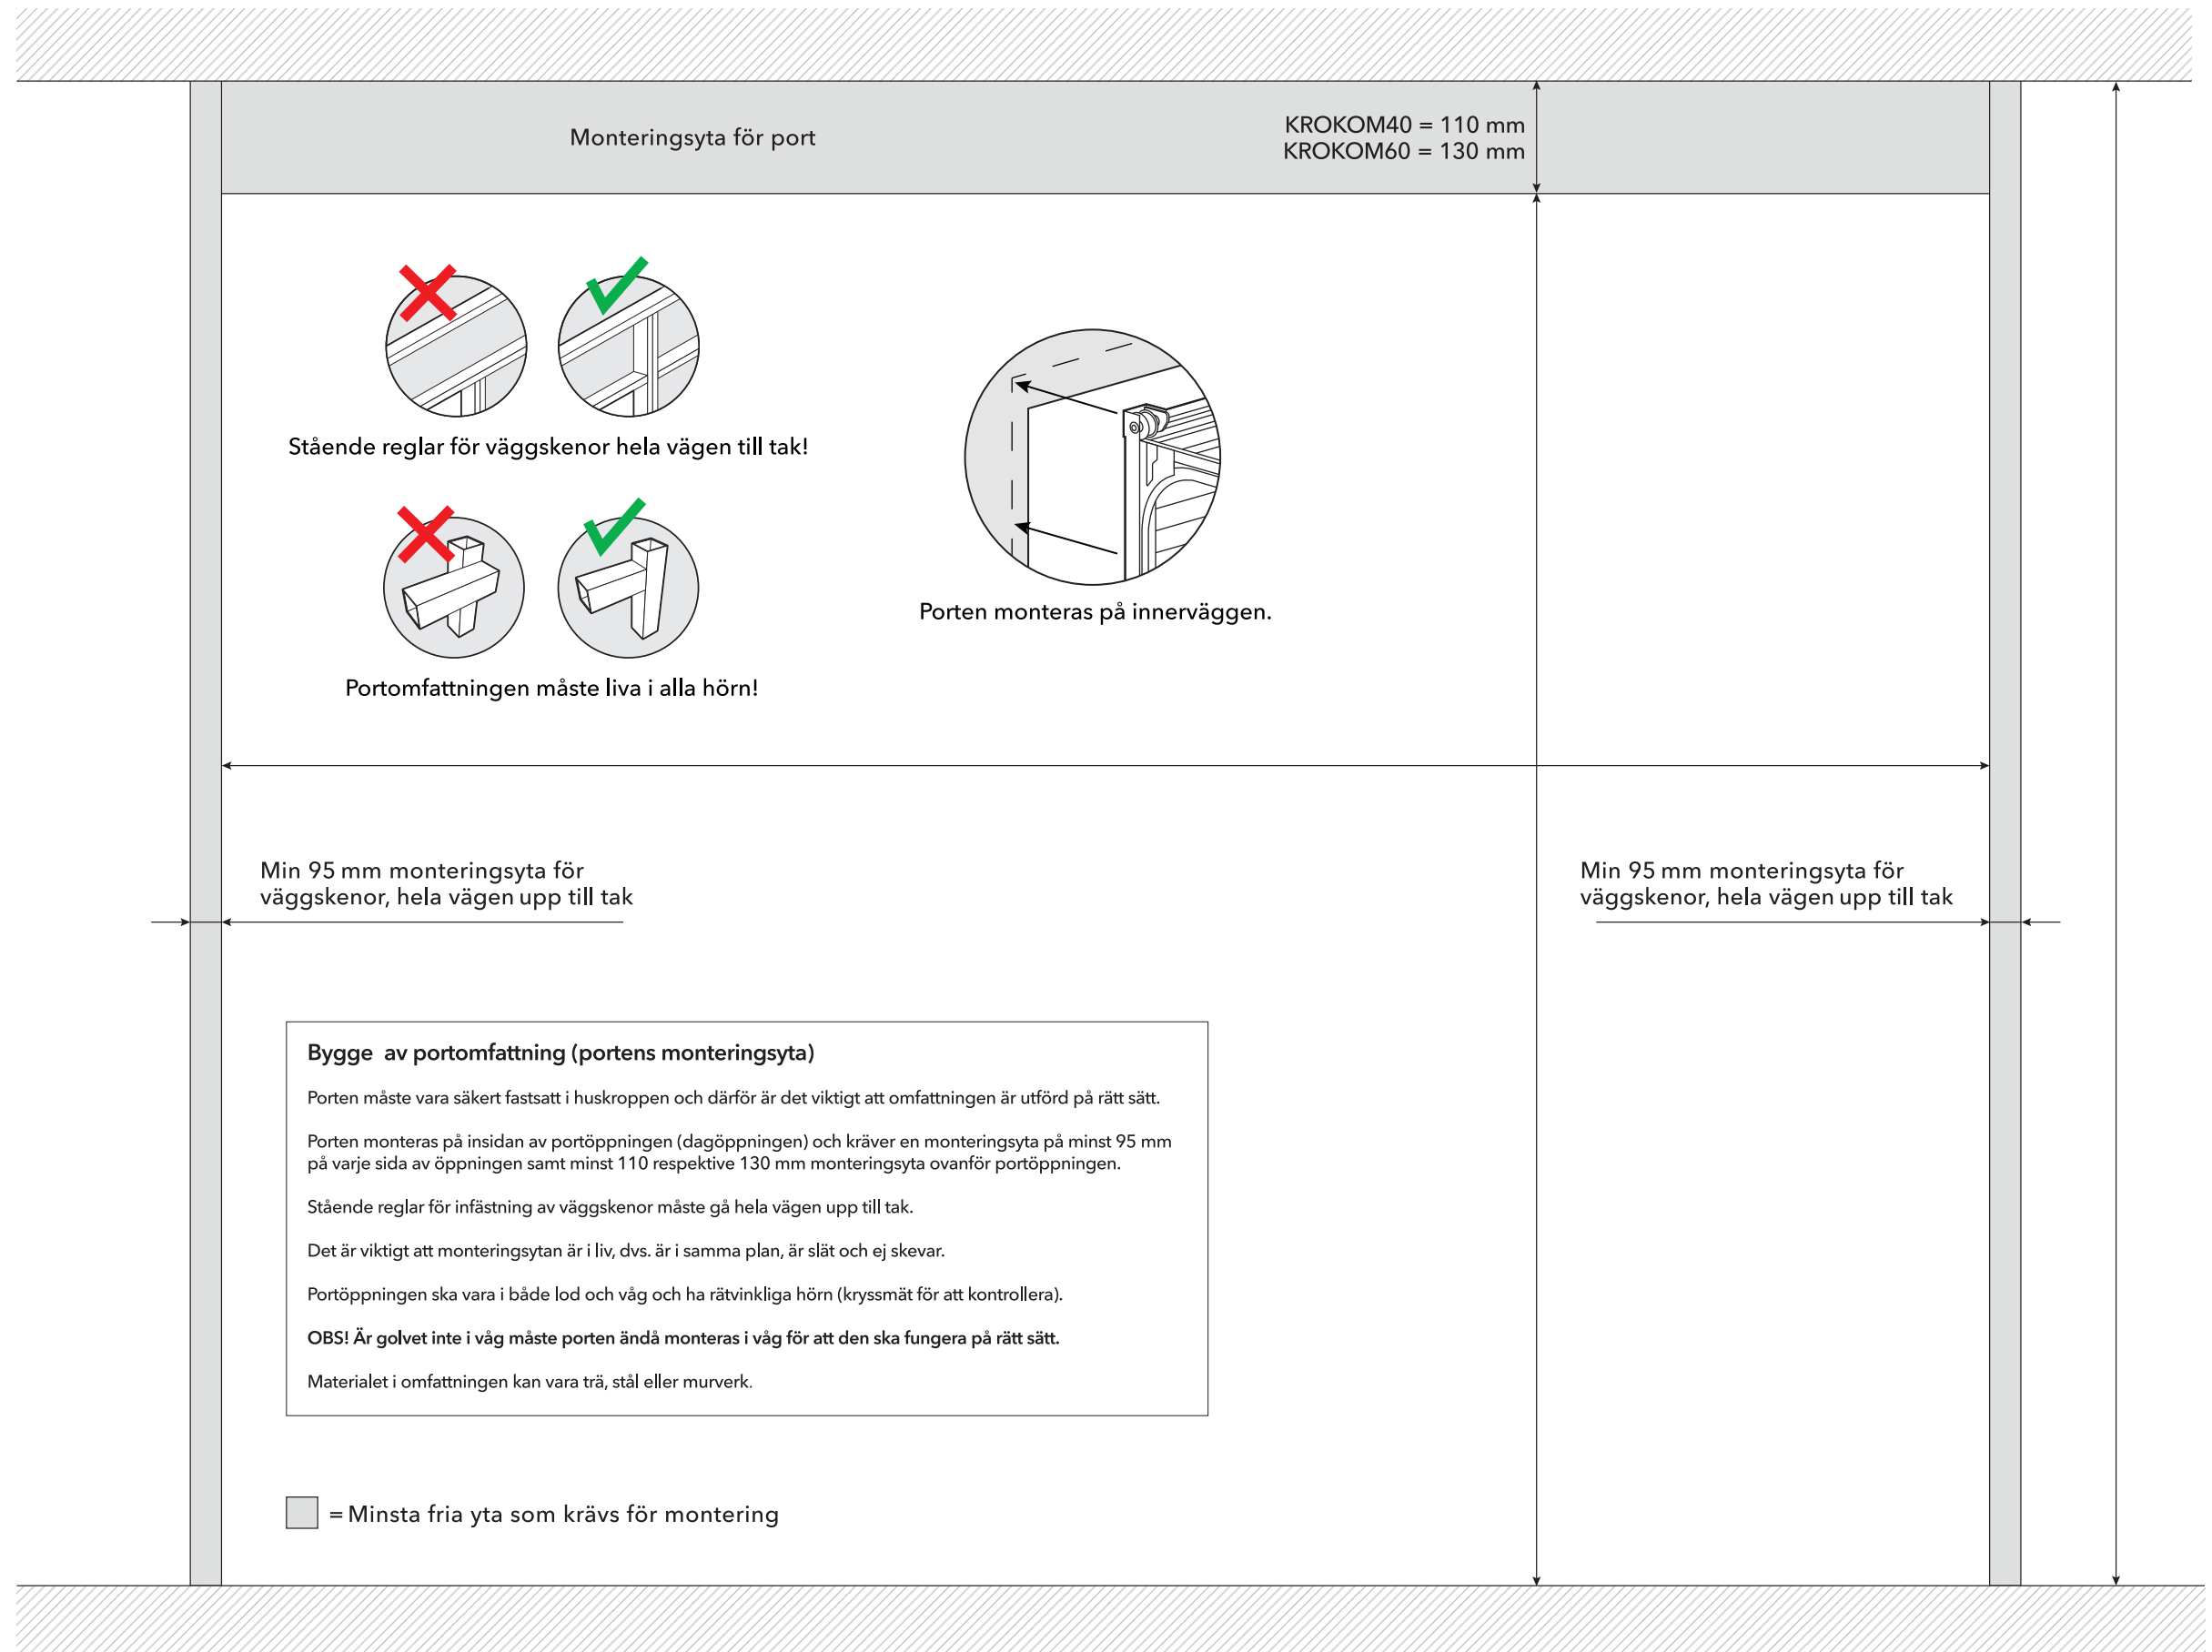 Monteringsyta för port
KROKOM40 = 110 mm
KROKOM60 = 130 mm
Stående reglar för väggskenor hela vägen till tak!
Porten monteras på innerväggen.
Portomfattningen måste liva i alla hörn!
Min 95 mm monteringsyta för
väggskenor, hela vägen upp till tak
Min 95 mm monteringsyta för
väggskenor, hela vägen upp till tak
Bygge av portomfattning (portens monteringsyta)
Porten måste vara säkert fastsatt i huskroppen och därför är det viktigt att omfattningen är utförd på rätt sätt.
Porten monteras på insidan av portöppningen (dagöppningen) och kräver en monteringsyta på minst 95 mm
på varje sida av öppningen samt minst 110 respektive 130 mm monteringsyta ovanför portöppningen.
Stående reglar för infästning av väggskenor måste gå hela vägen upp till tak.
Det är viktigt att monteringsytan är i liv, dvs. är i samma plan, är slät och ej skevar.
Portöppningen ska vara i både lod och våg och ha rätvinkliga hörn (kryssmät för att kontrollera).
OBS! Är golvet inte i våg måste porten ändå monteras i våg för att den ska fungera på rätt sätt.
Materialet i omfattningen kan vara trä, stål eller murverk.
= Minsta fria yta som krävs för montering